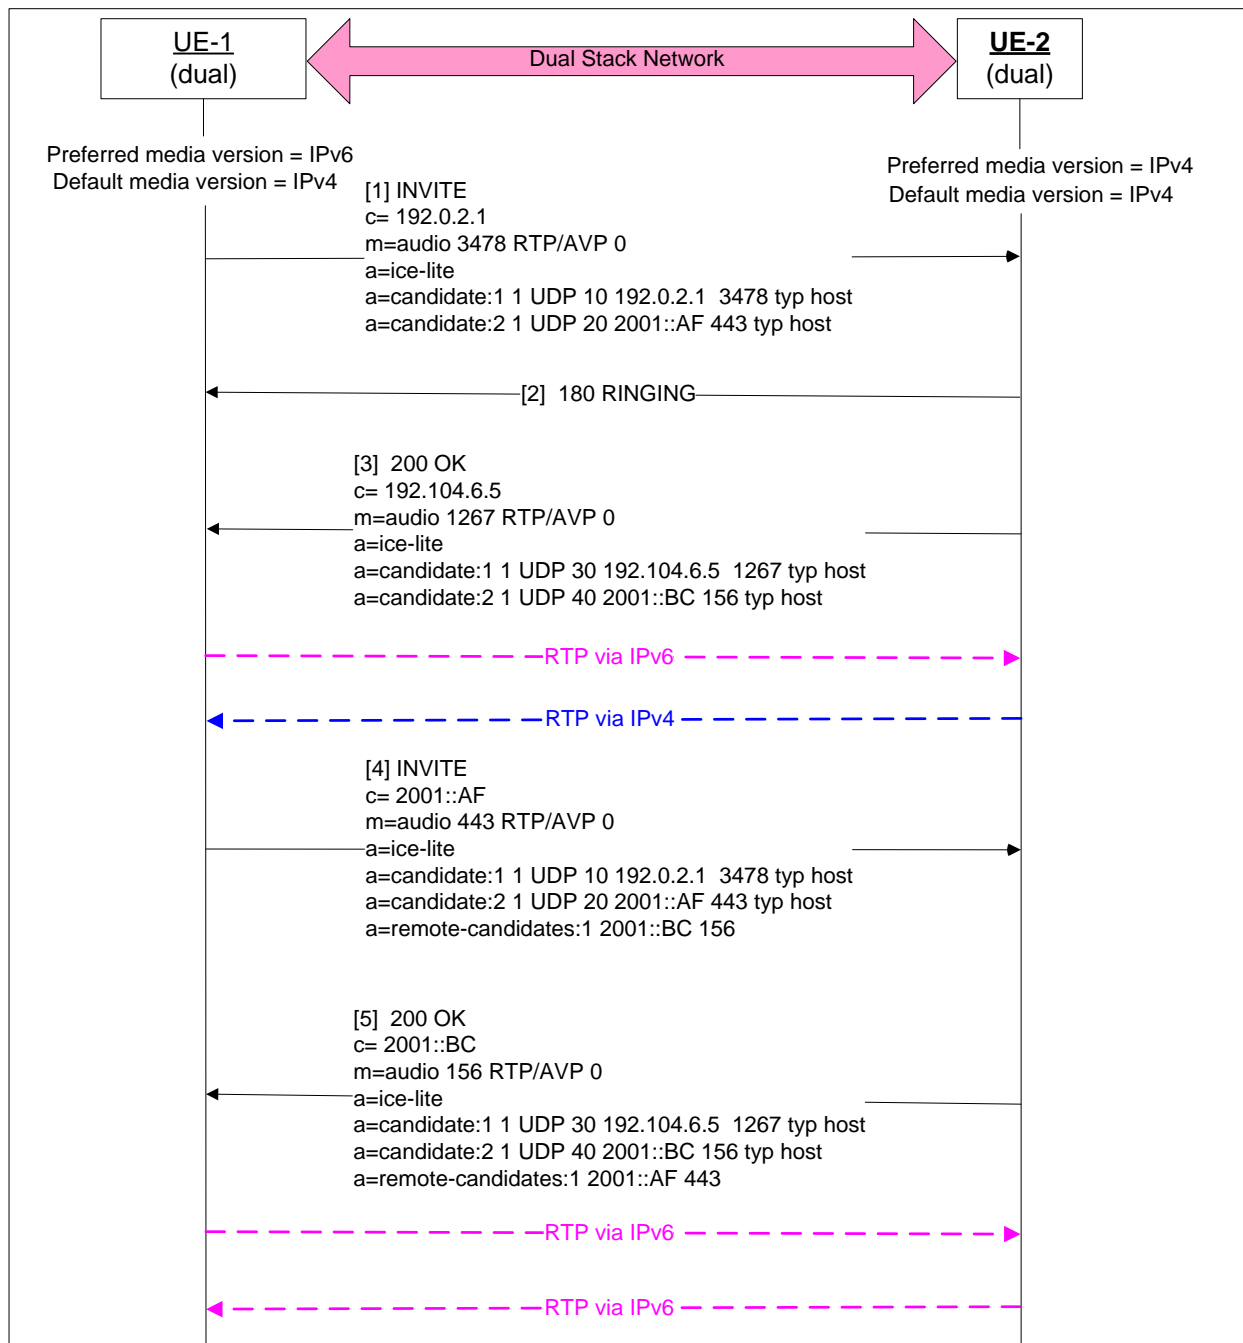 UE-1
(dual)
Dual Stack Network
UE-2
(dual)
Preferred media version = IPv6
Default media version = IPv4
Preferred media version = IPv4
Default media version = IPv4
[1] INVITE
c= 192.0.2.1
m=audio 3478 RTP/AVP 0
a=ice-lite
a=candidate:1 1 UDP 10 192.0.2.1  3478 typ host
a=candidate:2 1 UDP 20 2001::AF 443 typ host
[2]  180 RINGING
[3]  200 OK
c= 192.104.6.5
m=audio 1267 RTP/AVP 0
a=ice-lite
a=candidate:1 1 UDP 30 192.104.6.5  1267 typ host
a=candidate:2 1 UDP 40 2001::BC 156 typ host
RTP via IPv6
RTP via IPv4
[4] INVITE
c= 2001::AF
m=audio 443 RTP/AVP 0
a=ice-lite
a=candidate:1 1 UDP 10 192.0.2.1  3478 typ host
a=candidate:2 1 UDP 20 2001::AF 443 typ host
a=remote-candidates:1 2001::BC 156
[5]  200 OK
c= 2001::BC
m=audio 156 RTP/AVP 0
a=ice-lite
a=candidate:1 1 UDP 30 192.104.6.5  1267 typ host
a=candidate:2 1 UDP 40 2001::BC 156 typ host
a=remote-candidates:1 2001::AF 443
RTP via IPv6
RTP via IPv6